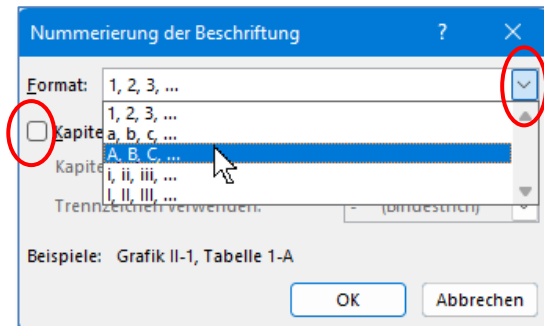 Nummerierung der Beschriftung ? ×
Format: 1, 2, 3, ...
1, 2, 3, ...
a, b, c, ...
A, B, C, ...
i, ii, iii, ...
I, II, III, ...
Trennzeichen verwenden: - (Bindestrich)
Beispiele: Grafik II-1, Tabelle 1-A
OK Abbrechen